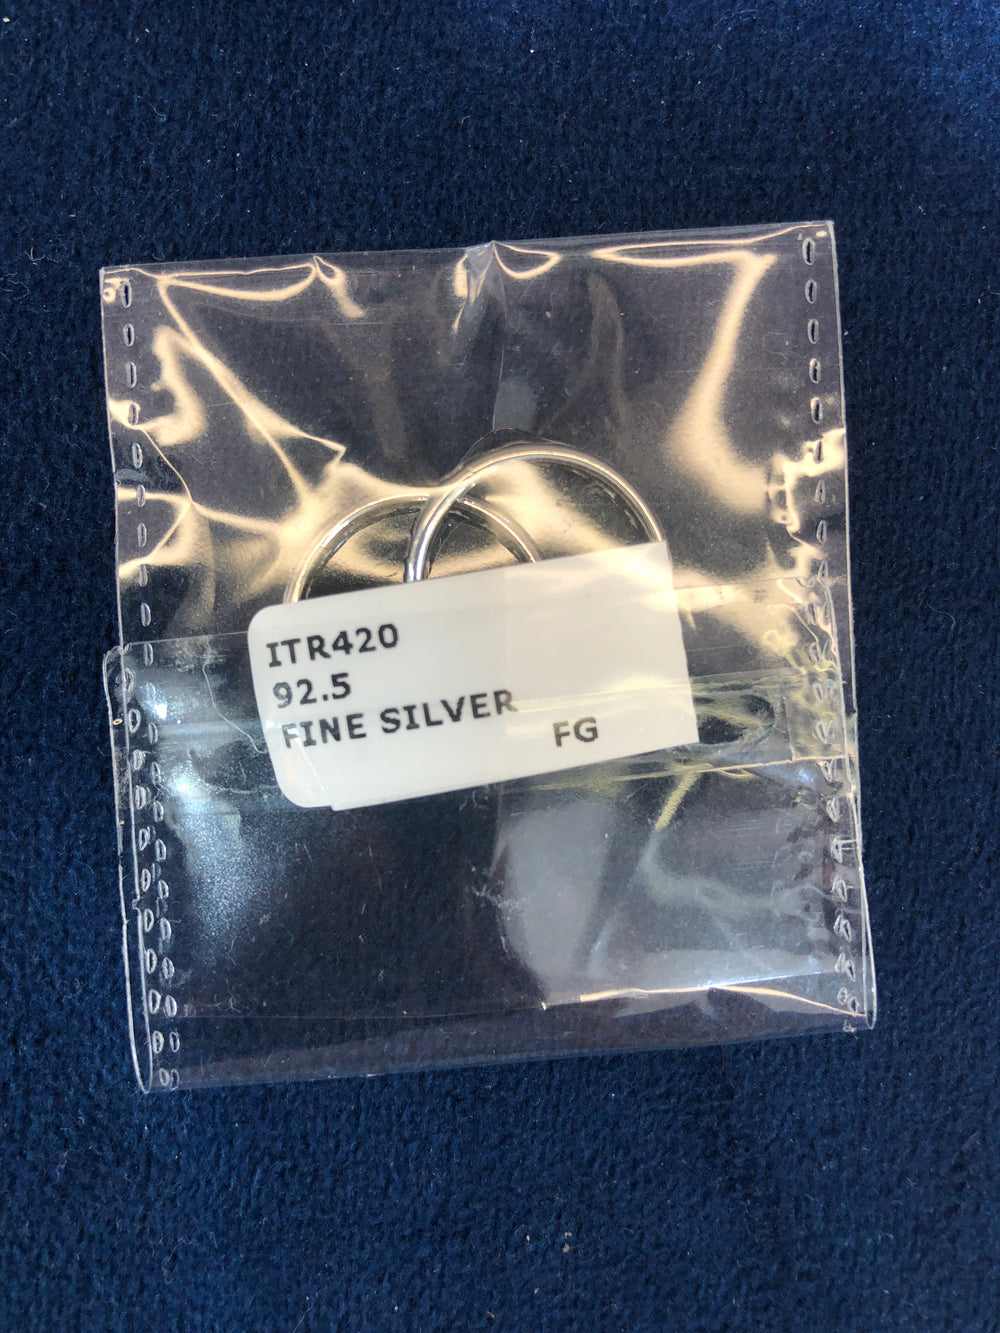 ITR420
92.5
FINE SILVER
FG